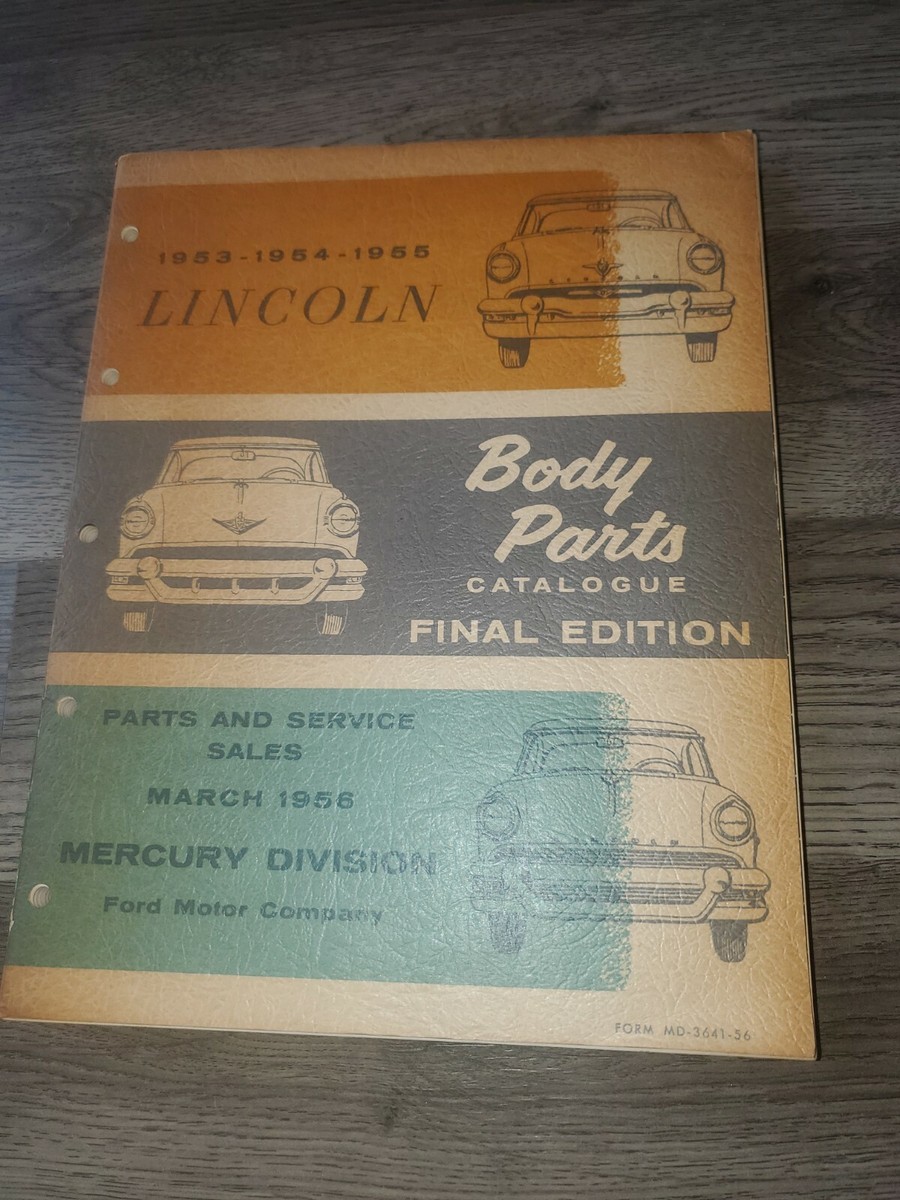 1953-1954-1955
LINCOLN
Body
Parts
CATALOGUE
FINAL EDITION
PARTS AND SERVICE
SALES
MARCH 1956
MERCURY DIVISION
Ford Motor Company
FORM MD-3641-56